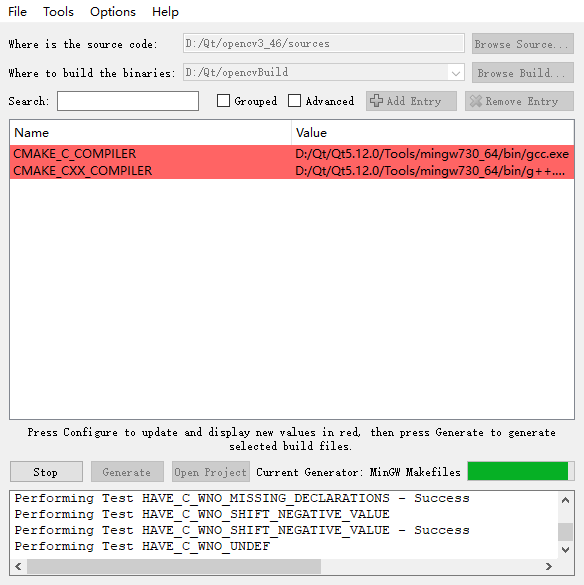 File Tools Options Help
Where is the source code: D:/Qt/opencv3_46/sources Browse Source...
Where to build the binaries: D:/Qt/opencvBuild Browse Build...
Search: Grouped Advanced Add Entry Remove Entry
Name Value
CMAKE_C_COMPILER D:/Qt/Qt5.12.0/Tools/mingw730_64/bin/gcc.exe
CMAKE_CXX_COMPILER D:/Qt/Qt5.12.0/Tools/mingw730_64/bin/g++....
Press Configure to update and display new values in red, then press Generate to generate
selected build files.
Stop Generate Open Project Current Generator: MinGW Makefiles
Performing Test HAVE_C_WNO_MISSING_DECLARATIONS - Success
Performing Test HAVE_C_WNO_SHIFT_NEGATIVE_VALUE
Performing Test HAVE_C_WNO_SHIFT_NEGATIVE_VALUE - Success
Performing Test HAVE_C_WNO_UNDEF